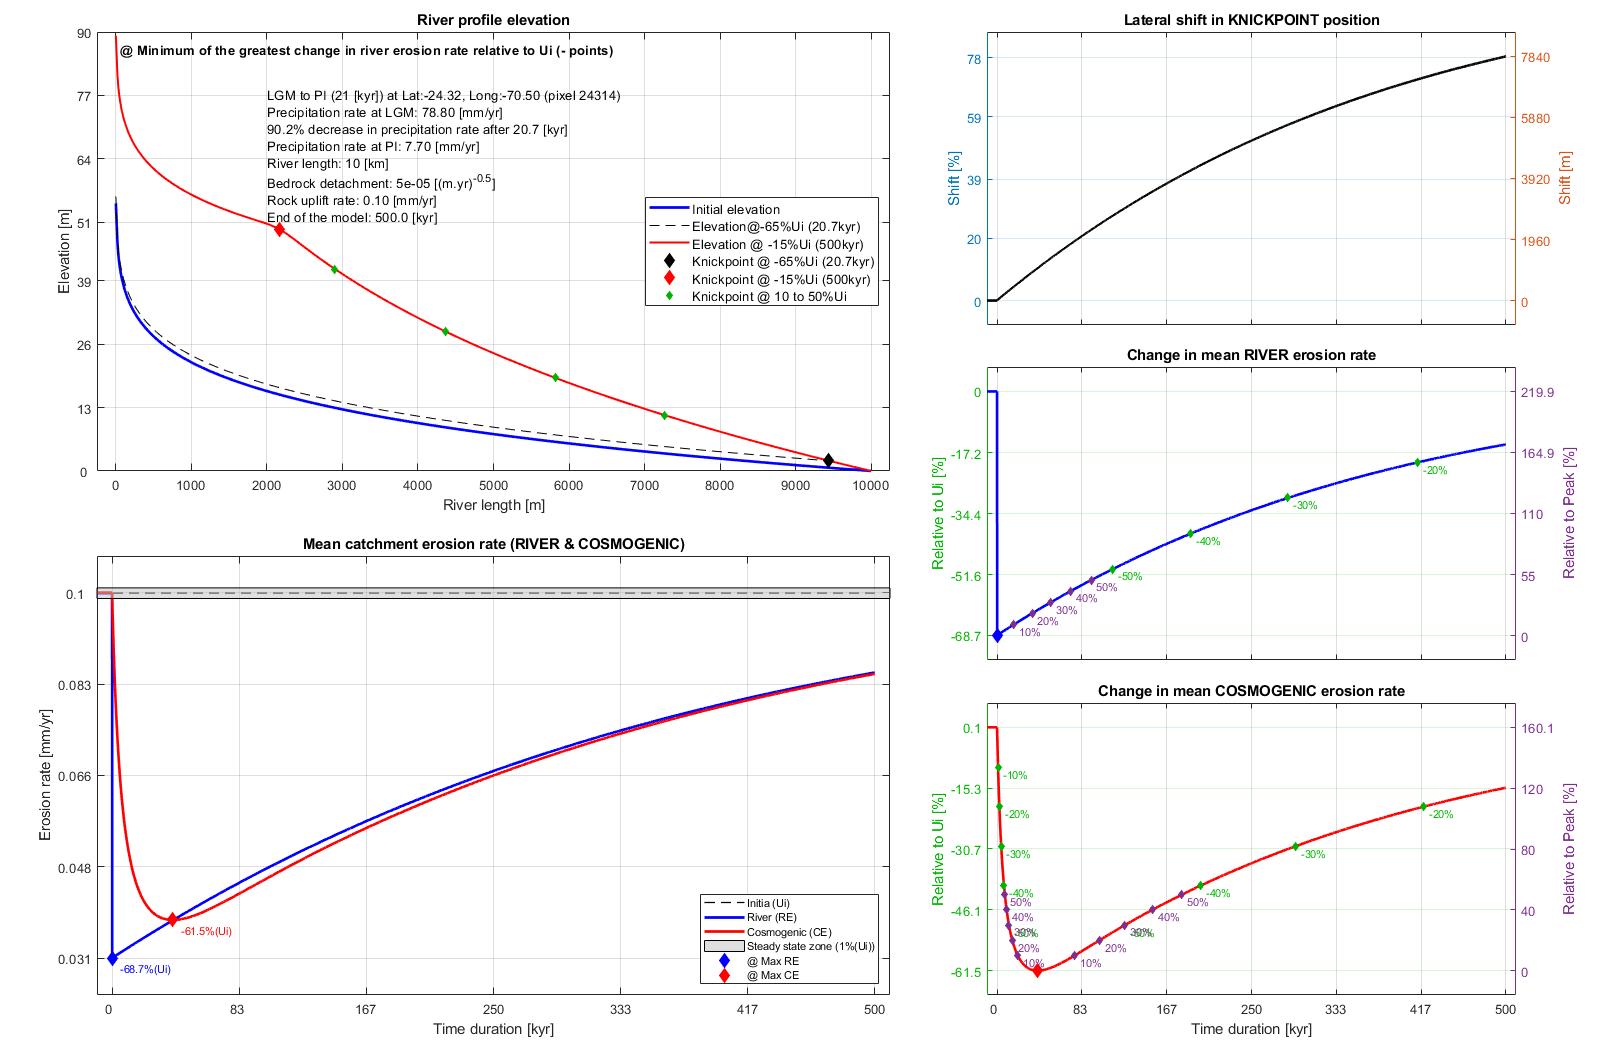 River profile elevation
@ Minimum of the greatest change in river erosion rate relative to Ui (- points)
LGM to PI (21 [kyr]) at Lat:-24.32, Long:-70.50 (pixel 24314)
Precipitation rate at LGM: 78.80 [mm/yr]
90.2% decrease in precipitation rate after 20.7 [kyr]
Precipitation rate at PI: 7.70 [mm/yr]
River length: 10 [km]
Bedrock detachment: 5e-05 [(m.yr)^-0.5]
Rock uplift rate: 0.10 [mm/yr]
End of the model: 500.0 [kyr]
Initial elevation
Elevation@-65%Ui (20.7kyr)
Elevation @ -15%Ui (500kyr)
Knickpoint @ -65%Ui (20.7kyr)
Knickpoint @ -15%Ui (500kyr)
Knickpoint @ 10 to 50%Ui
90
77
64
51
39
26
13
0
Elevation [m]
0 1000 2000 3000 4000 5000 6000 7000 8000 9000 10000
River length [m]
Lateral shift in KNICKPOINT position
78
59
39
20
0
Shift [%]
7840
5880
3920
1960
0
Shift [m]
Change in mean RIVER erosion rate
0
-17.2
-34.4
-51.6
-68.7
Relative to Ui [%]
219.9
164.9
110
55
0
Relative to Peak [%]
-20%
-30%
-40%
-50%
50%
40%
30%
20%
10%
Mean catchment erosion rate (RIVER & COSMOGENIC)
0.1
0.083
0.066
0.048
0.031
Erosion rate [mm/yr]
-61.5%(Ui)
-68.7%(Ui)
Initia (Ui)
River (RE)
Cosmogenic (CE)
Steady state zone (1%(Ui))
@ Max RE
@ Max CE
0 83 167 250 333 417 500
Time duration [kyr]
Change in mean COSMOGENIC erosion rate
0.1
-15.3
-30.7
-46.1
-61.5
Relative to Ui [%]
160.1
120
80
40
0
Relative to Peak [%]
-10%
-20%
-30%
-40%
50%
40%
30%
-50%
20%
10%
10%
20%
30%
-50%
40%
50%
-40%
-30%
-20%
0 83 167 250 333 417 500
Time duration [kyr]